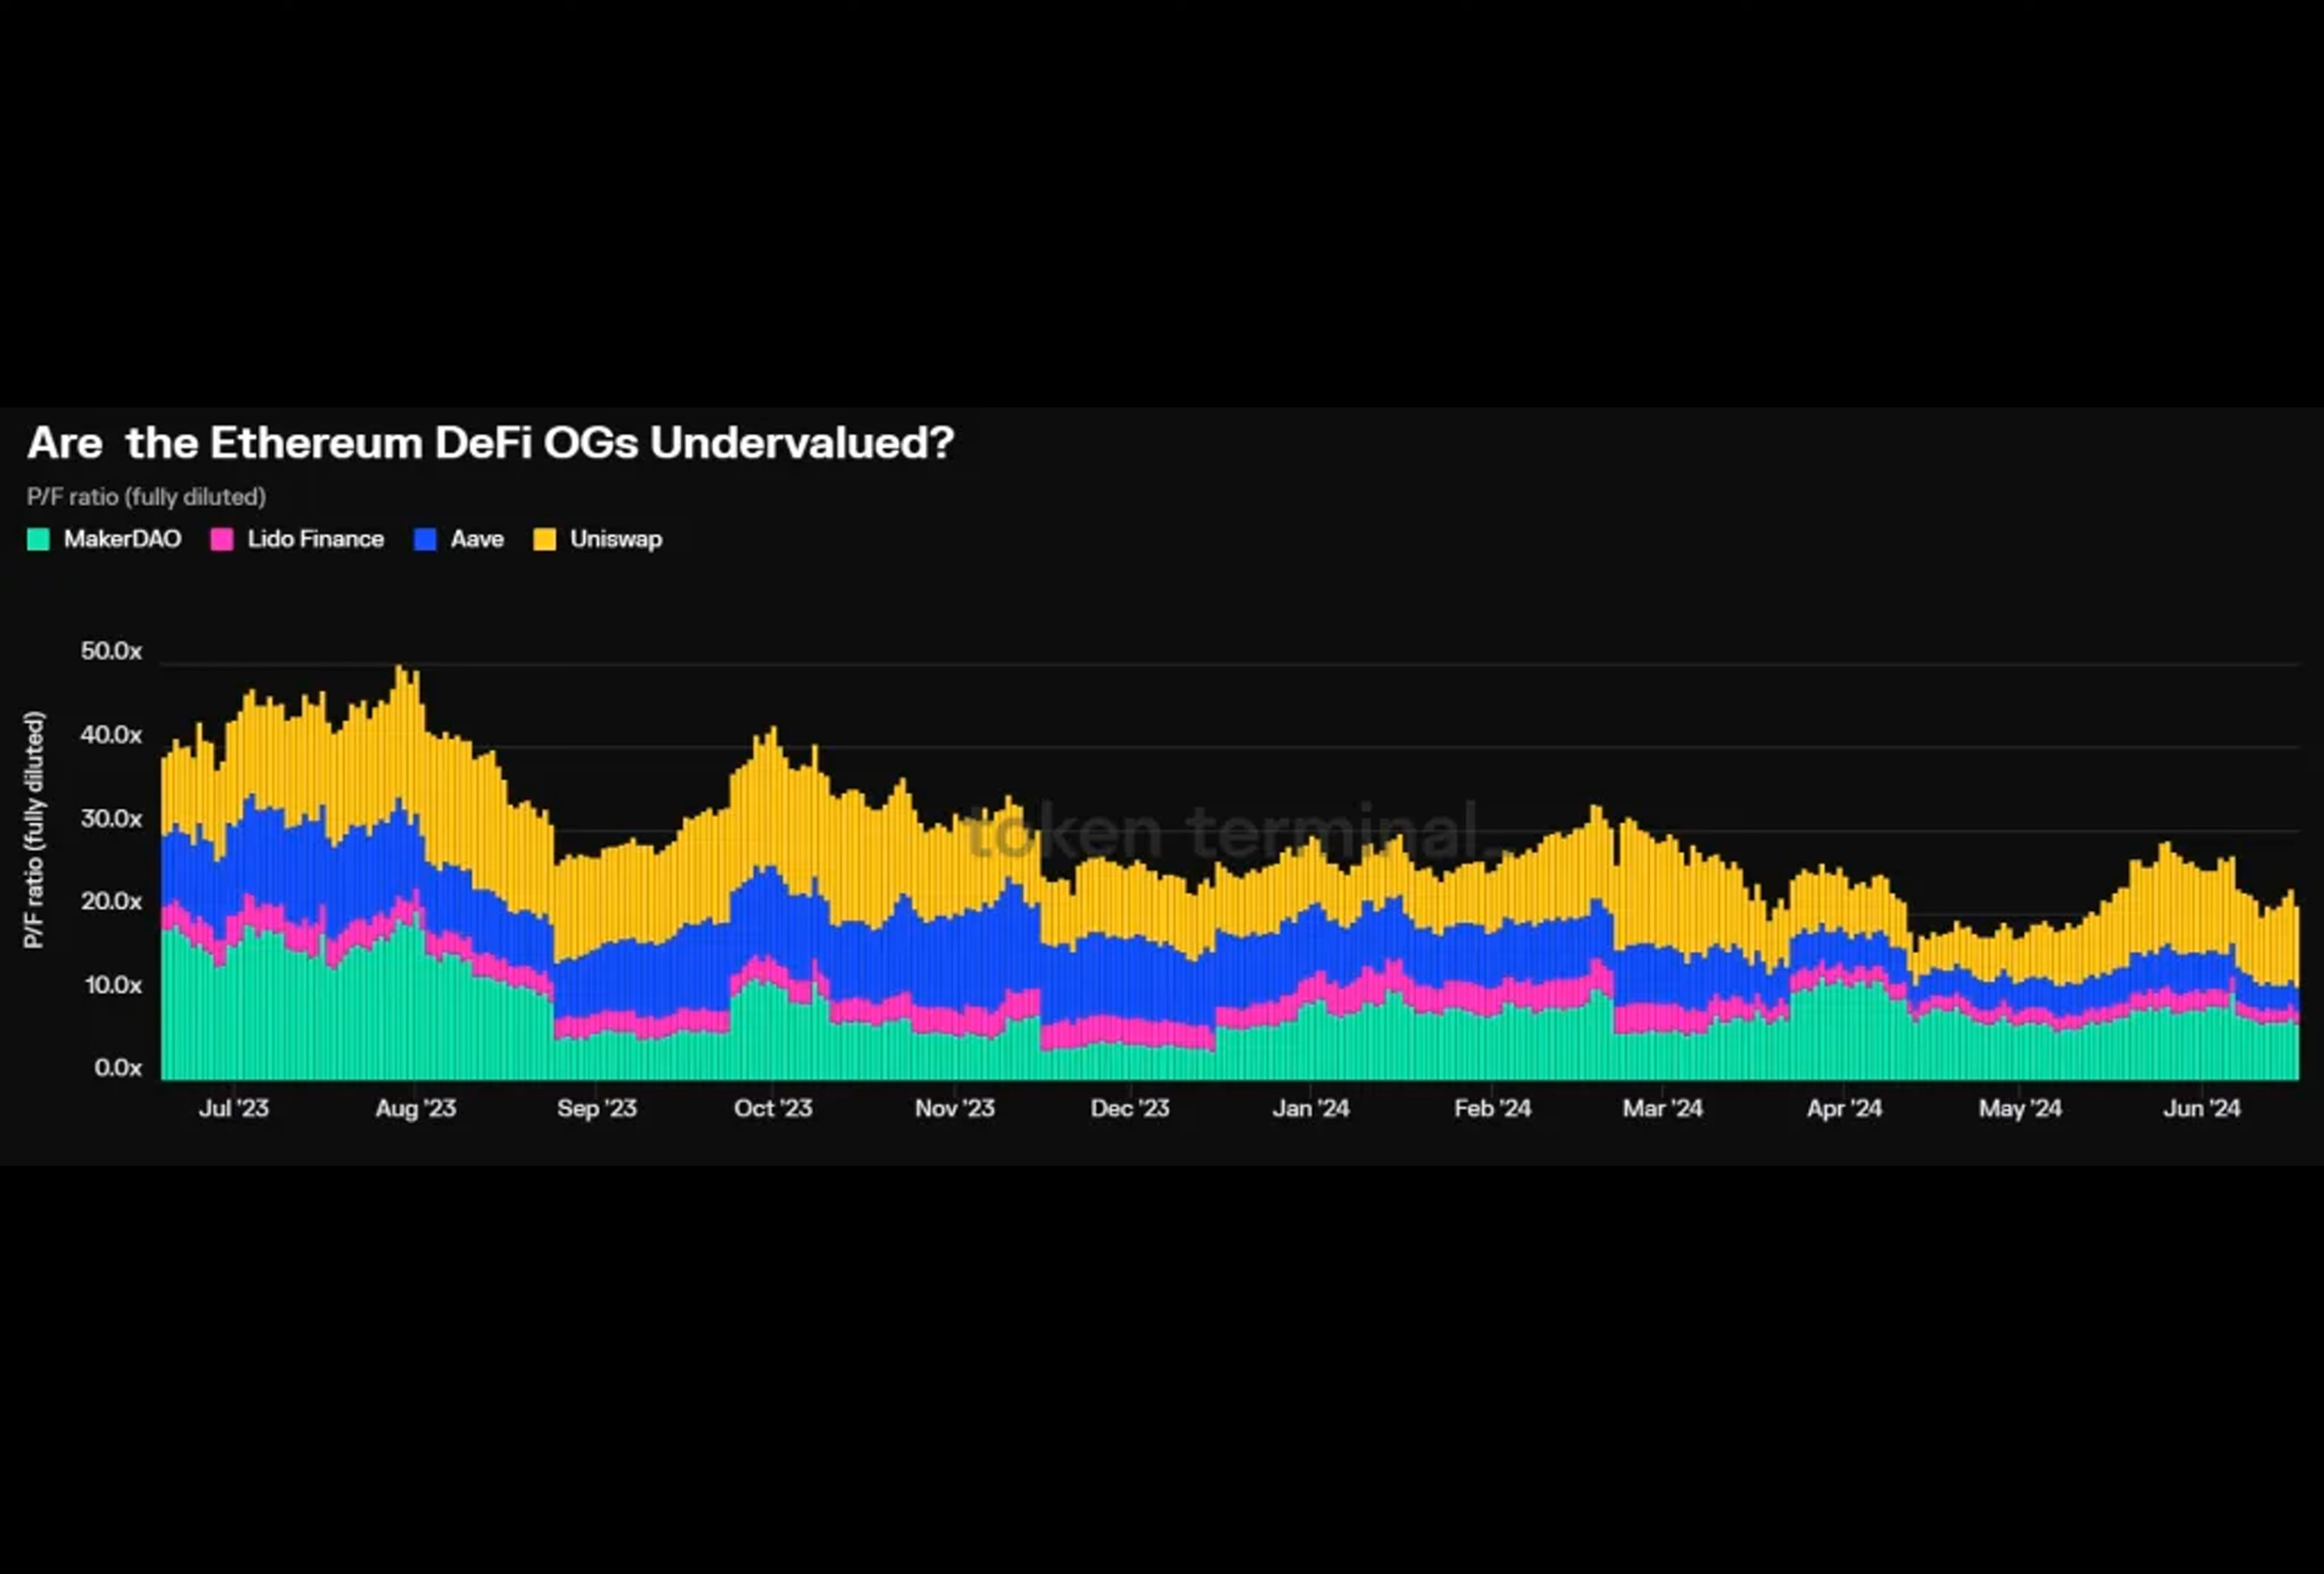 Are the Ethereum DeFi OGs Undervalued?
P/F ratio (fully diluted)
MakerDAO Lido Finance Aave Uniswap
P/F ratio (fully diluted)
50.0x
40.0x
30.0x
20.0x
10.0x
0.0x
token terminal_
Jul '23 Aug '23 Sep '23 Oct '23 Nov '23 Dec '23 Jan '24 Feb '24 Mar '24 Apr '24 May '24 Jun '24